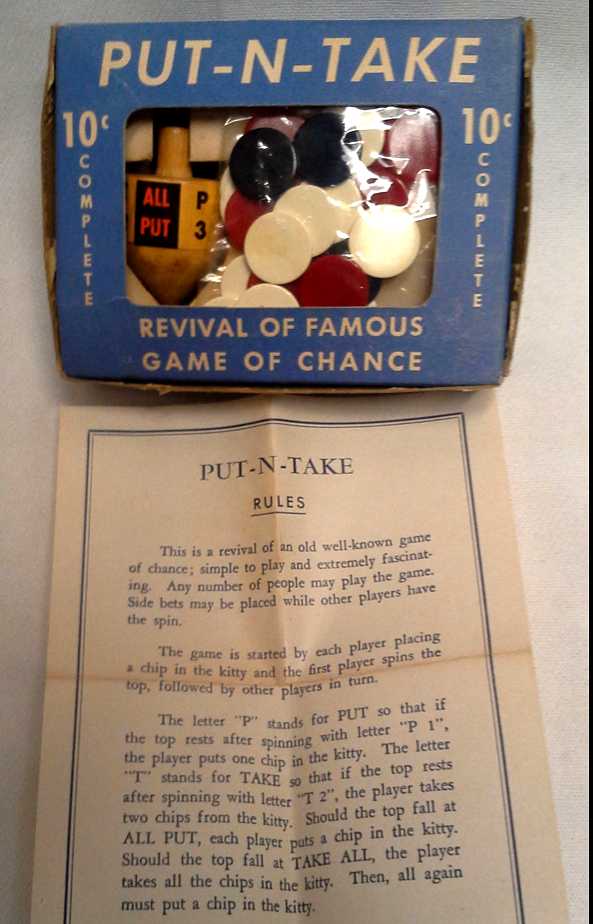 PUT-N-TAKE
10¢
COMPLETE
10¢
COMPLETE
ALL
PUT
P
3
REVIVAL OF FAMOUS
GAME OF CHANCE
PUT-N-TAKE
RULES
This is a revival of an old well-known game
of chance; simple to play and extremely fascinat-
ing. Any number of people may play the game.
Side bets may be placed while other players have
the spin.
The game is started by each player placing
a chip in the kitty and the first player spins the
top, followed by other players in turn.
The letter "P" stands for PUT so that if
the top rests after spinning with letter "P 1",
the player puts one chip in the kitty. The letter
"T" stands for TAKE so that if the top rests
after spinning with letter "T 2", the player takes
two chips from the kitty. Should the top fall at
ALL PUT, each player puts a chip in the kitty.
Should the top fall at TAKE ALL, the player
takes all the chips in the kitty. Then, all again
must put a chip in the kitty.